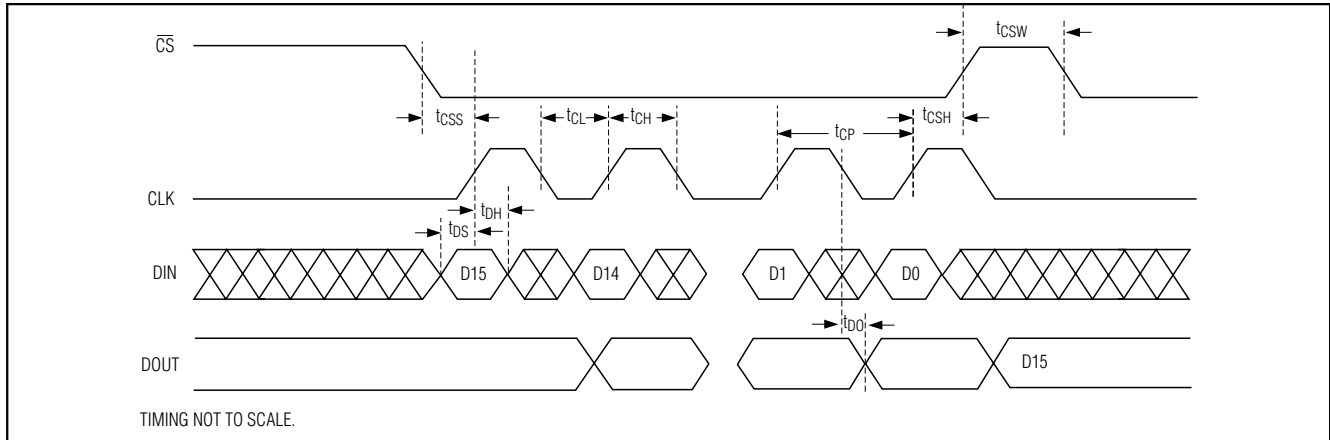 CS
tCSW
tCSS
tCL
tCH
tCP
tCSH
CLK
tDH
tDS
DIN
D15
D14
D1
D0
tDO
DOUT
D15
TIMING NOT TO SCALE.